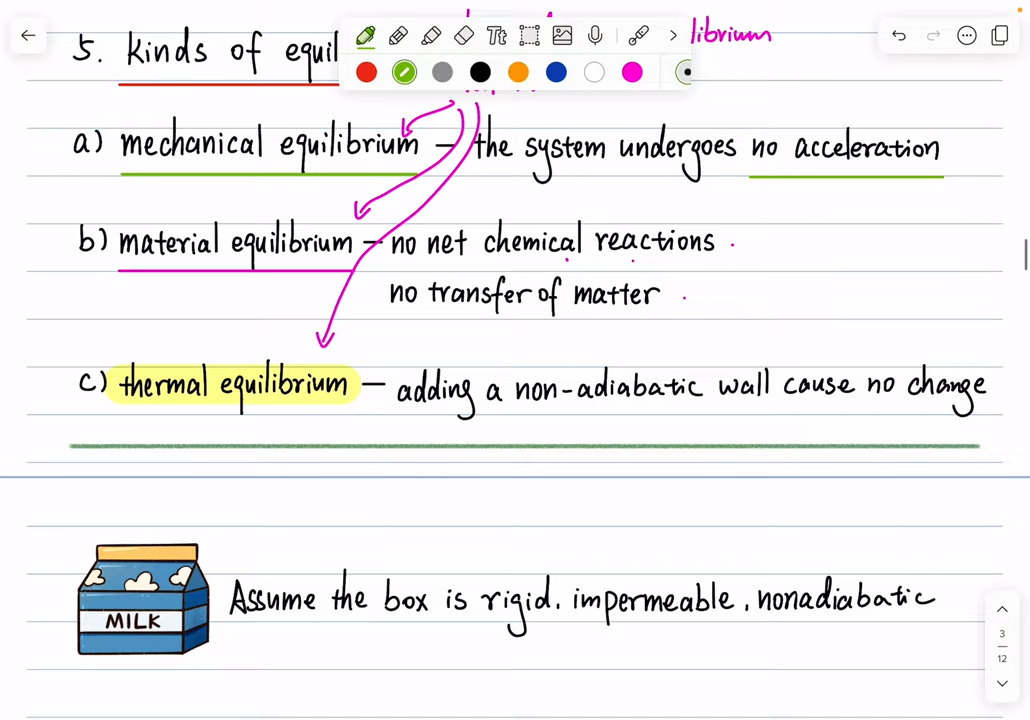 5. kinds of equil
librium
a) mechanical equilibrium – the system undergoes no acceleration
b) material equilibrium – no net chemical reactions
no transfer of matter
c) thermal equilibrium – adding a non-adiabatic wall cause no change
MILK
Assume the box is rigid. impermeable. nonadiabatic
Tt
3
12